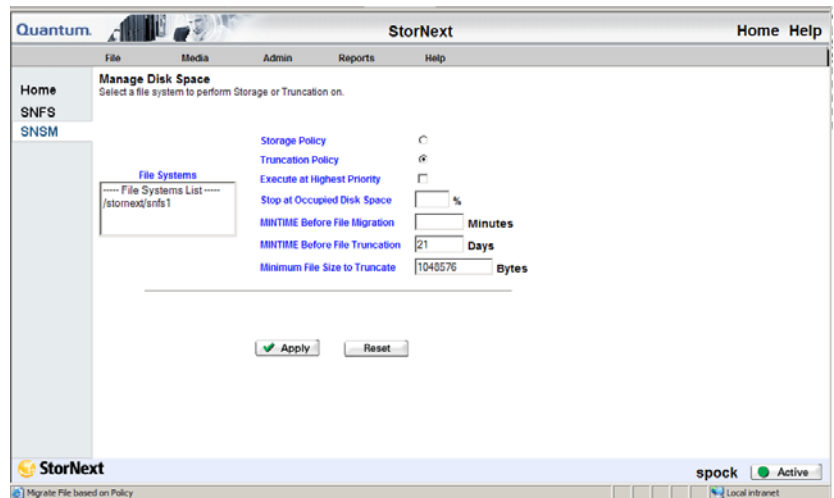 Quantum.
StorNext
Home Help
File Media Admin Reports Help
Home
SNFS
SNSM
Manage Disk Space
Select a file system to perform Storage or Truncation on.
File Systems
----- File Systems List -----
/stornext/snfs1
Storage Policy
Truncation Policy
Execute at Highest Priority
Stop at Occupied Disk Space %
MINTIME Before File Migration Minutes
MINTIME Before File Truncation 21 Days
Minimum File Size to Truncate 1048576 Bytes
Apply Reset
StorNext
spock Active
Migrate File based on Policy
Local intranet